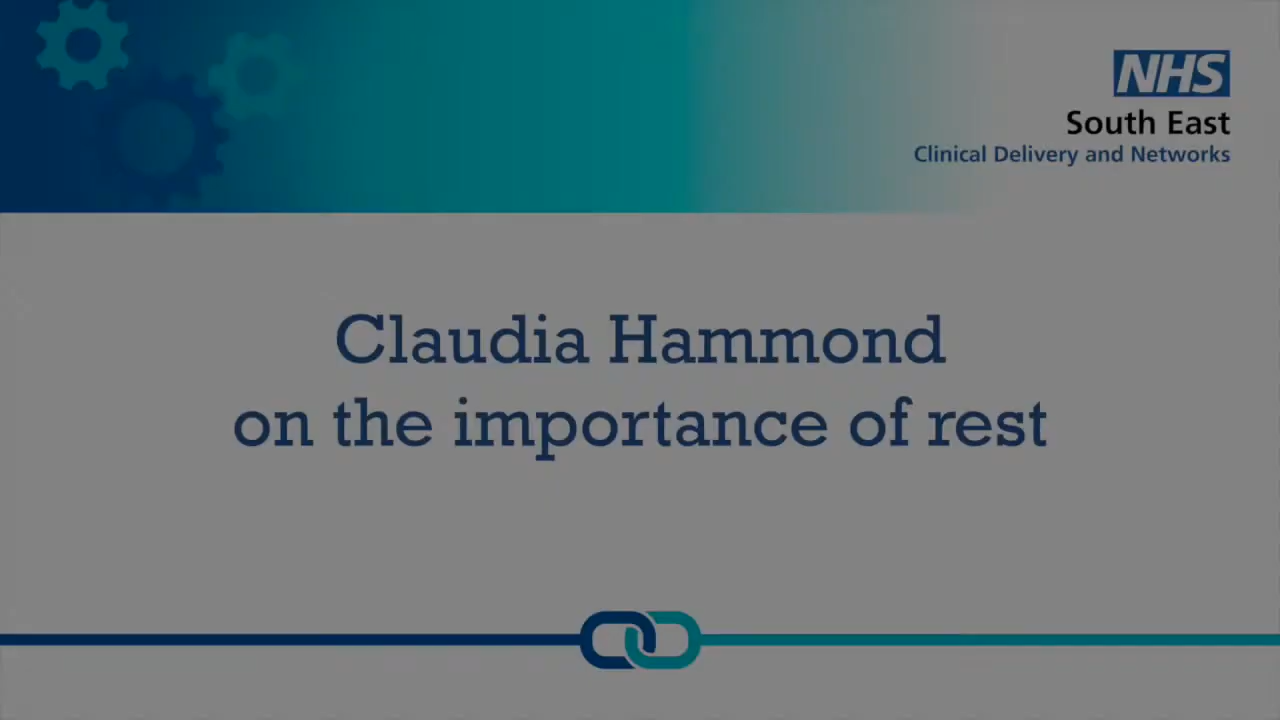 NHS
South East
Clinical Delivery and Networks
Claudia Hammond
on the importance of rest